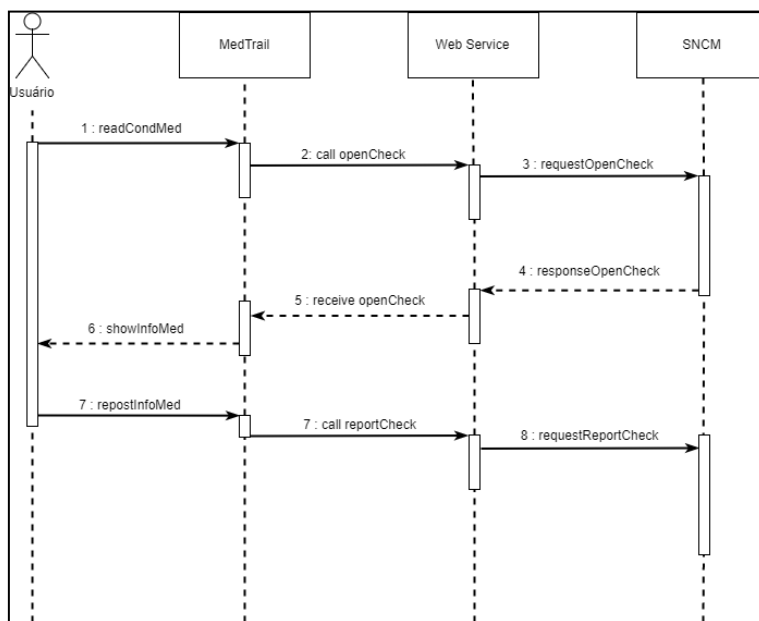 MedTrail
Web Service
SNCM
Usuário
1 : readCondMed
2: call openCheck
3 : requestOpenCheck
4 : responseOpenCheck
5 : receive openCheck
6 : showInfoMed
7 : repostInfoMed
7 : call reportCheck
8 : requestReportCheck